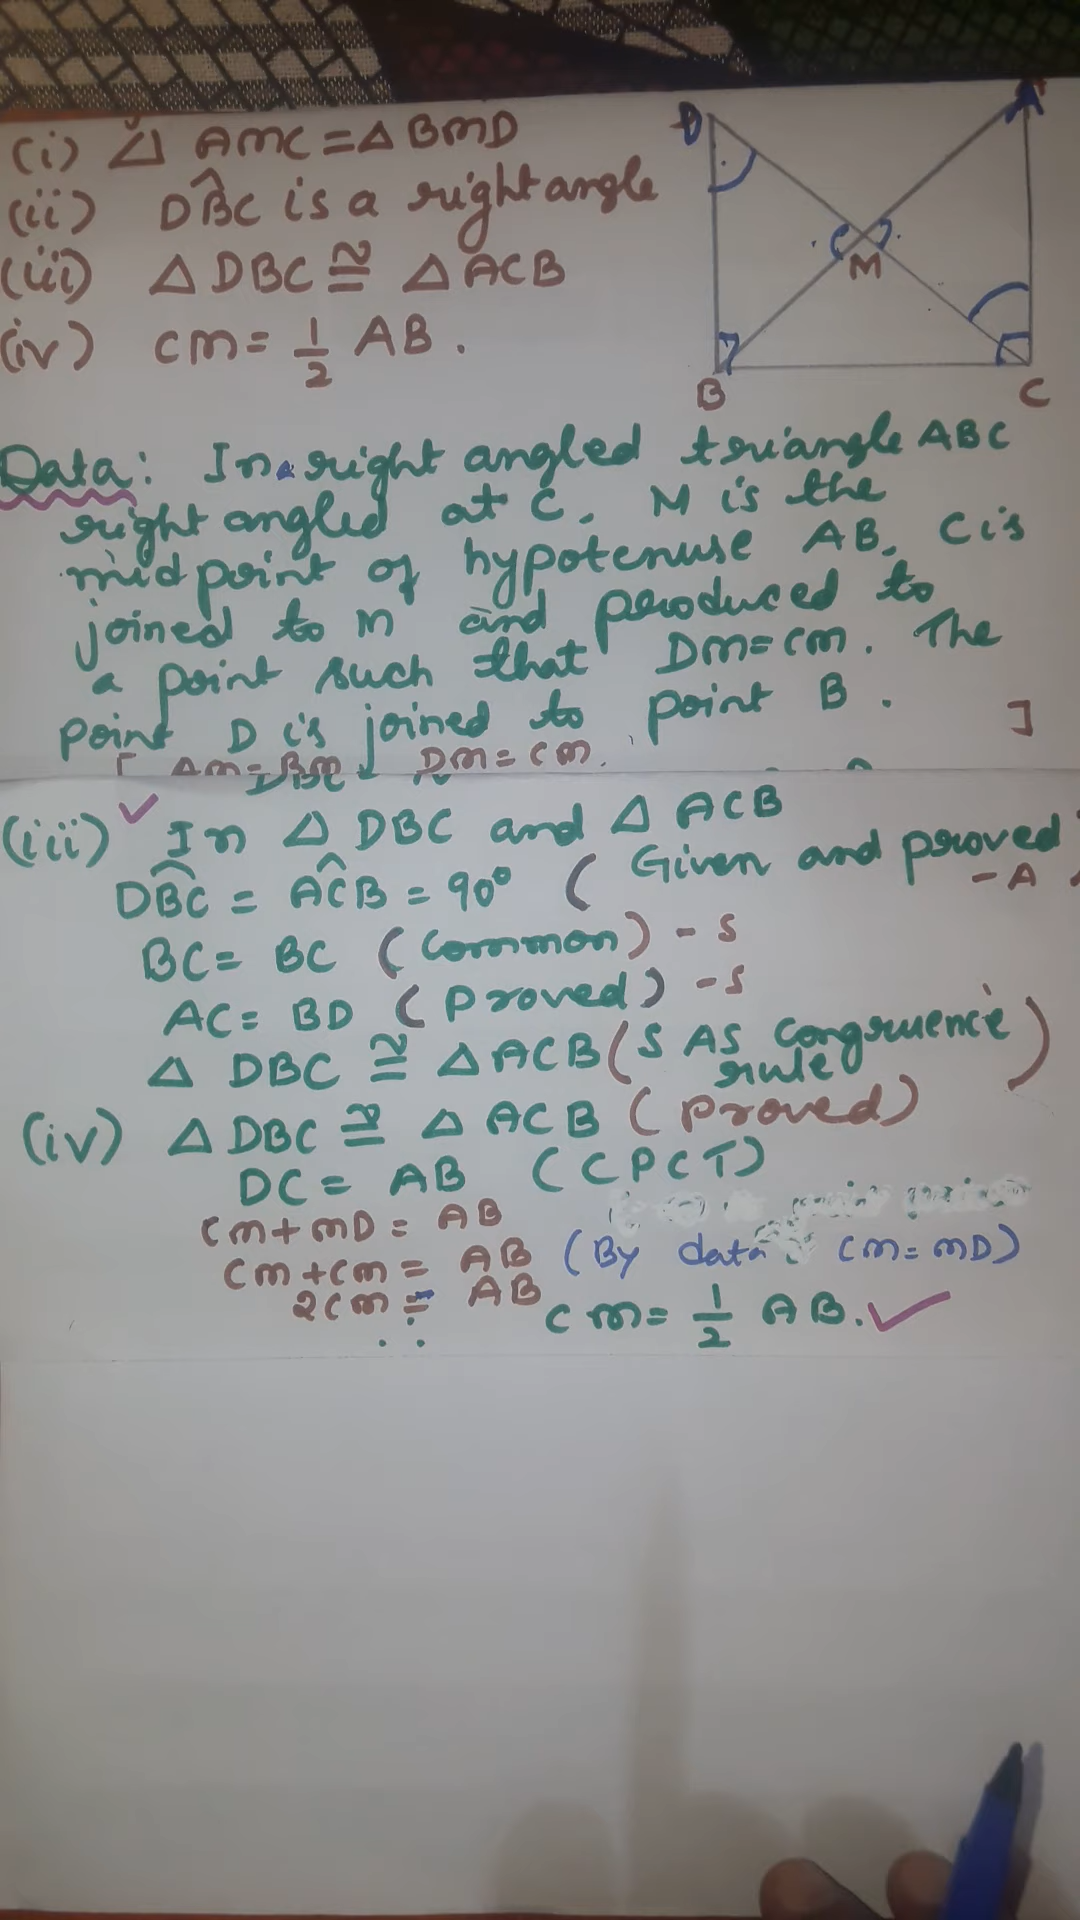 (i) △ AMC = △ BMD
(ii) DB̂C is a right angle
(iii) △ DBC ≅ △ ACB
(iv) CM = 1/2 AB.
D
A
M
B
C
Data: In a right angled triangle ABC
right angled at C. M is the
midpoint of hypotenuse AB. C is
joined to M and produced to
a point such that DM = CM. The
point D is joined to point B.
[ AM = BM DM = CM. ]
(iii) ✓ In △ DBC and △ ACB
DB̂C = AĈB = 90° ( Given and proved
- A
BC = BC (common) - S
AC = BD (Proved) - S
△ DBC ≅ △ ACB (SAS congruence
rule)
(iv) △ DBC ≅ △ ACB (Proved)
DC = AB (CPCT)
CM + MD = AB
CM + CM = AB (By data CM = MD)
2CM = AB
∴ CM = 1/2 AB. ✓